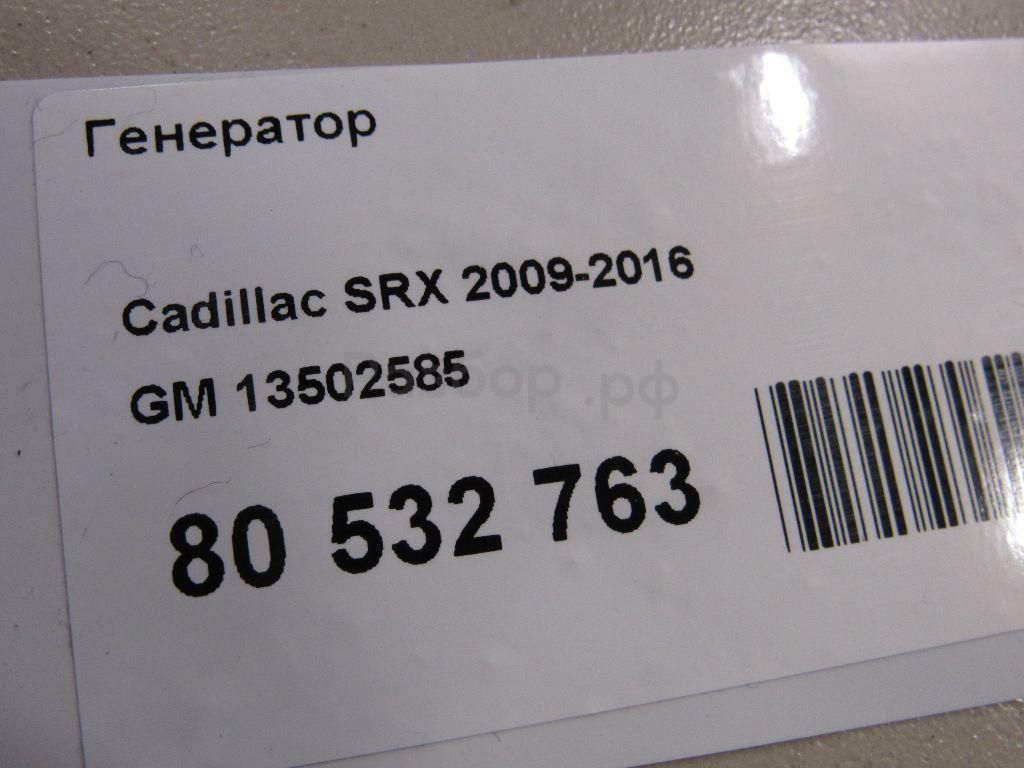 Генератор
Cadillac SRX 2009-2016
GM 13502585
80 532 763